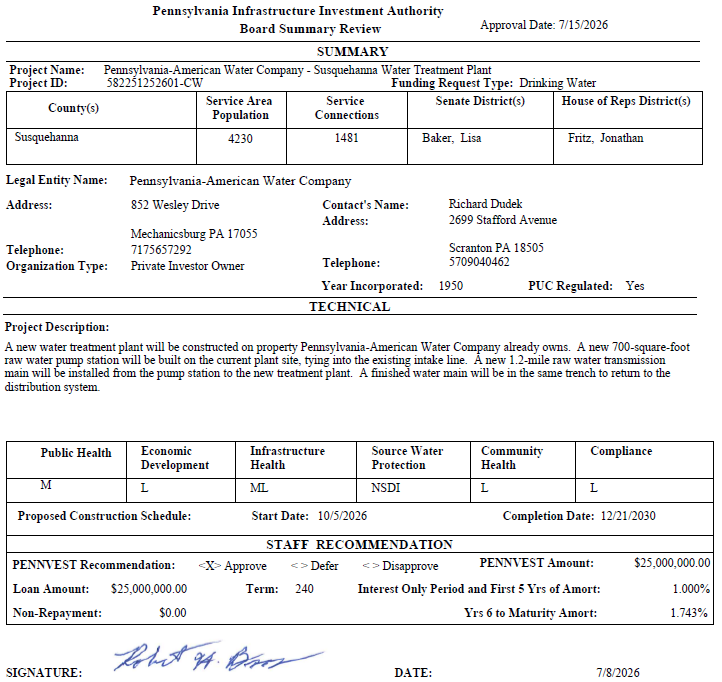 Pennsylvania Infrastructure Investment Authority
Board Summary Review
Approval Date: 7/15/2026
SUMMARY
Project Name: Pennsylvania-American Water Company - Susquehanna Water Treatment Plant
Project ID: 582251252601-CW Funding Request Type: Drinking Water
County(s) Service Area Population Service Connections Senate District(s) House of Reps District(s)
Susquehanna 4230 1481 Baker, Lisa Fritz, Jonathan
Legal Entity Name: Pennsylvania-American Water Company
Address: 852 Wesley Drive Contact's Name: Richard Dudek
Address: 2699 Stafford Avenue
Mechanicsburg PA 17055 Scranton PA 18505
Telephone: 7175657292 Telephone: 5709040462
Organization Type: Private Investor Owner
Year Incorporated: 1950 PUC Regulated: Yes
TECHNICAL
Project Description:
A new water treatment plant will be constructed on property Pennsylvania-American Water Company already owns. A new 700-square-foot
raw water pump station will be built on the current plant site, tying into the existing intake line. A new 1.2-mile raw water transmission
main will be installed from the pump station to the new treatment plant. A finished water main will be in the same trench to return to the
distribution system.
Public Health Economic Development Infrastructure Health Source Water Protection Community Health Compliance
M L ML NSDI L L
Proposed Construction Schedule: Start Date: 10/5/2026 Completion Date: 12/21/2030
STAFF RECOMMENDATION
PENNVEST Recommendation: <X> Approve < > Defer < > Disapprove PENNVEST Amount: $25,000,000.00
Loan Amount: $25,000,000.00 Term: 240 Interest Only Period and First 5 Yrs of Amort: 1.000%
Non-Repayment: $0.00 Yrs 6 to Maturity Amort: 1.743%
SIGNATURE: DATE: 7/8/2026